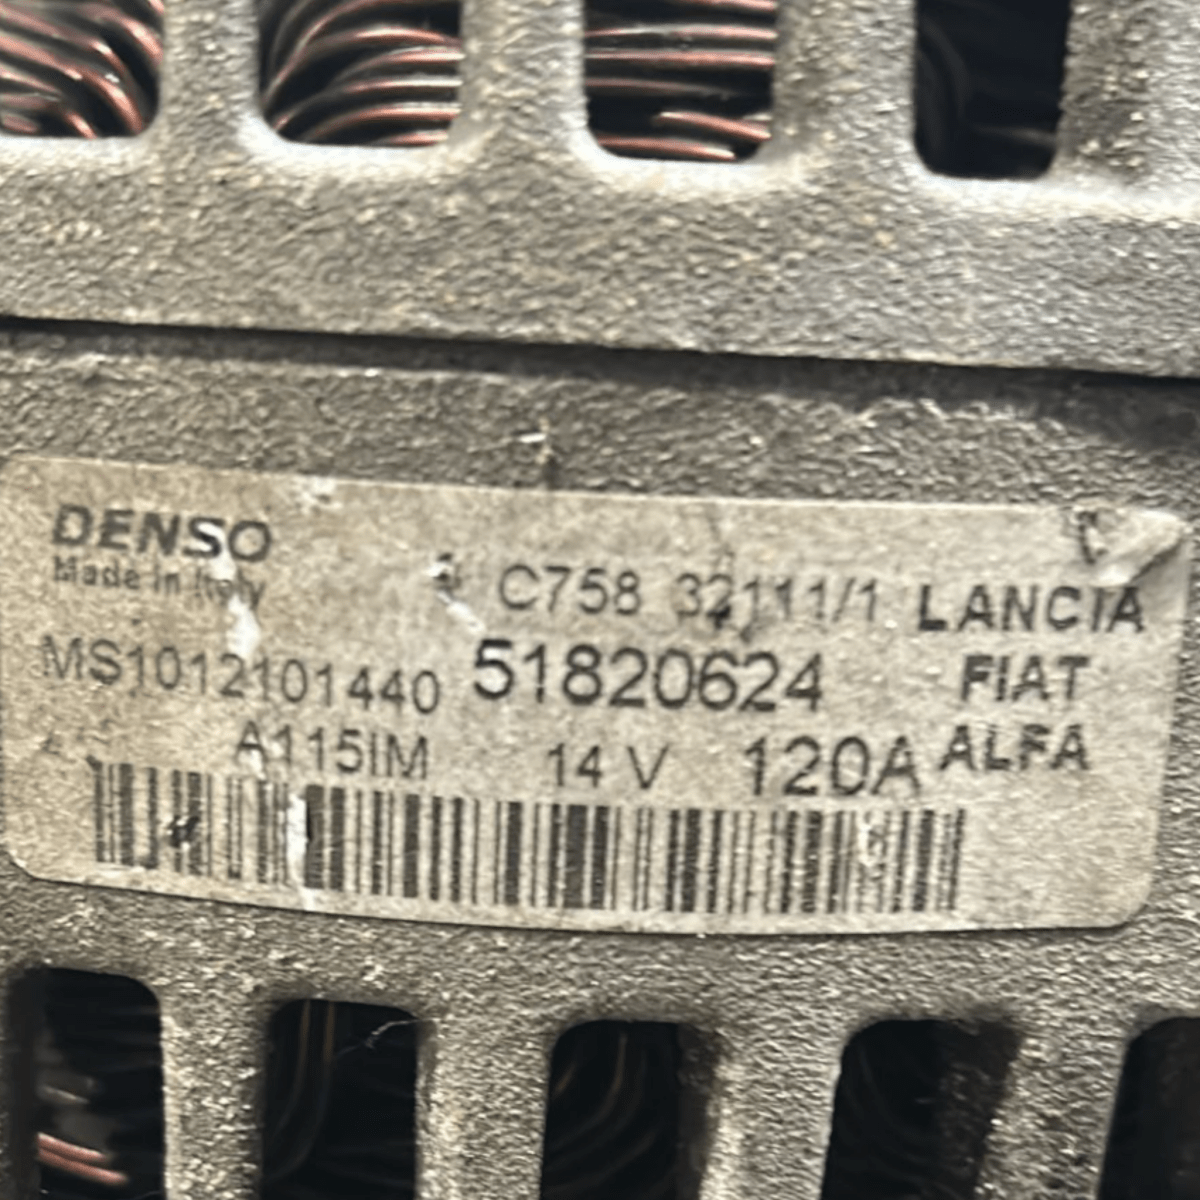 DENSO
Made in Italy
C758 32111/1 LANCIA
MS1012101440 51820624 FIAT
A115IM 14 V 120A ALFA